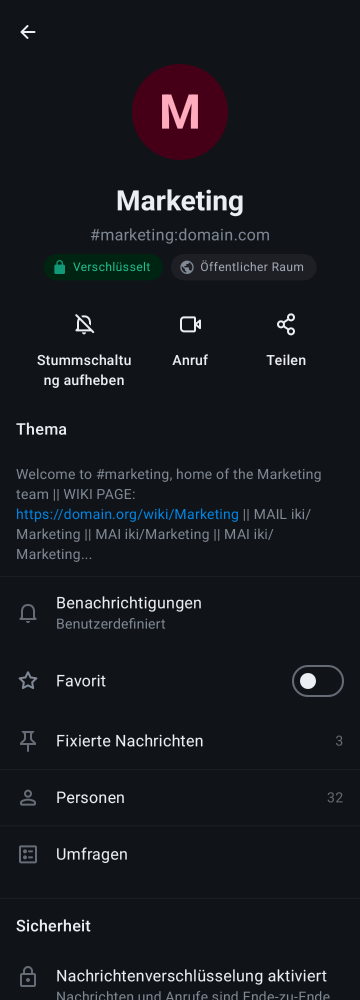 M
Marketing
#marketing:domain.com
Verschlüsselt
Öffentlicher Raum
Stummschaltu
ng aufheben
Anruf
Teilen
Thema
Welcome to #marketing, home of the Marketing
team || WIKI PAGE:
https://domain.org/wiki/Marketing || MAIL iki/
Marketing || MAI iki/Marketing || MAI iki/
Marketing...
Benachrichtigungen
Benutzerdefiniert
Favorit
Fixierte Nachrichten 3
Personen 32
Umfragen
Sicherheit
Nachrichtenverschlüsselung aktiviert
Nachrichten und Anrufe sind Ende-zu-Ende